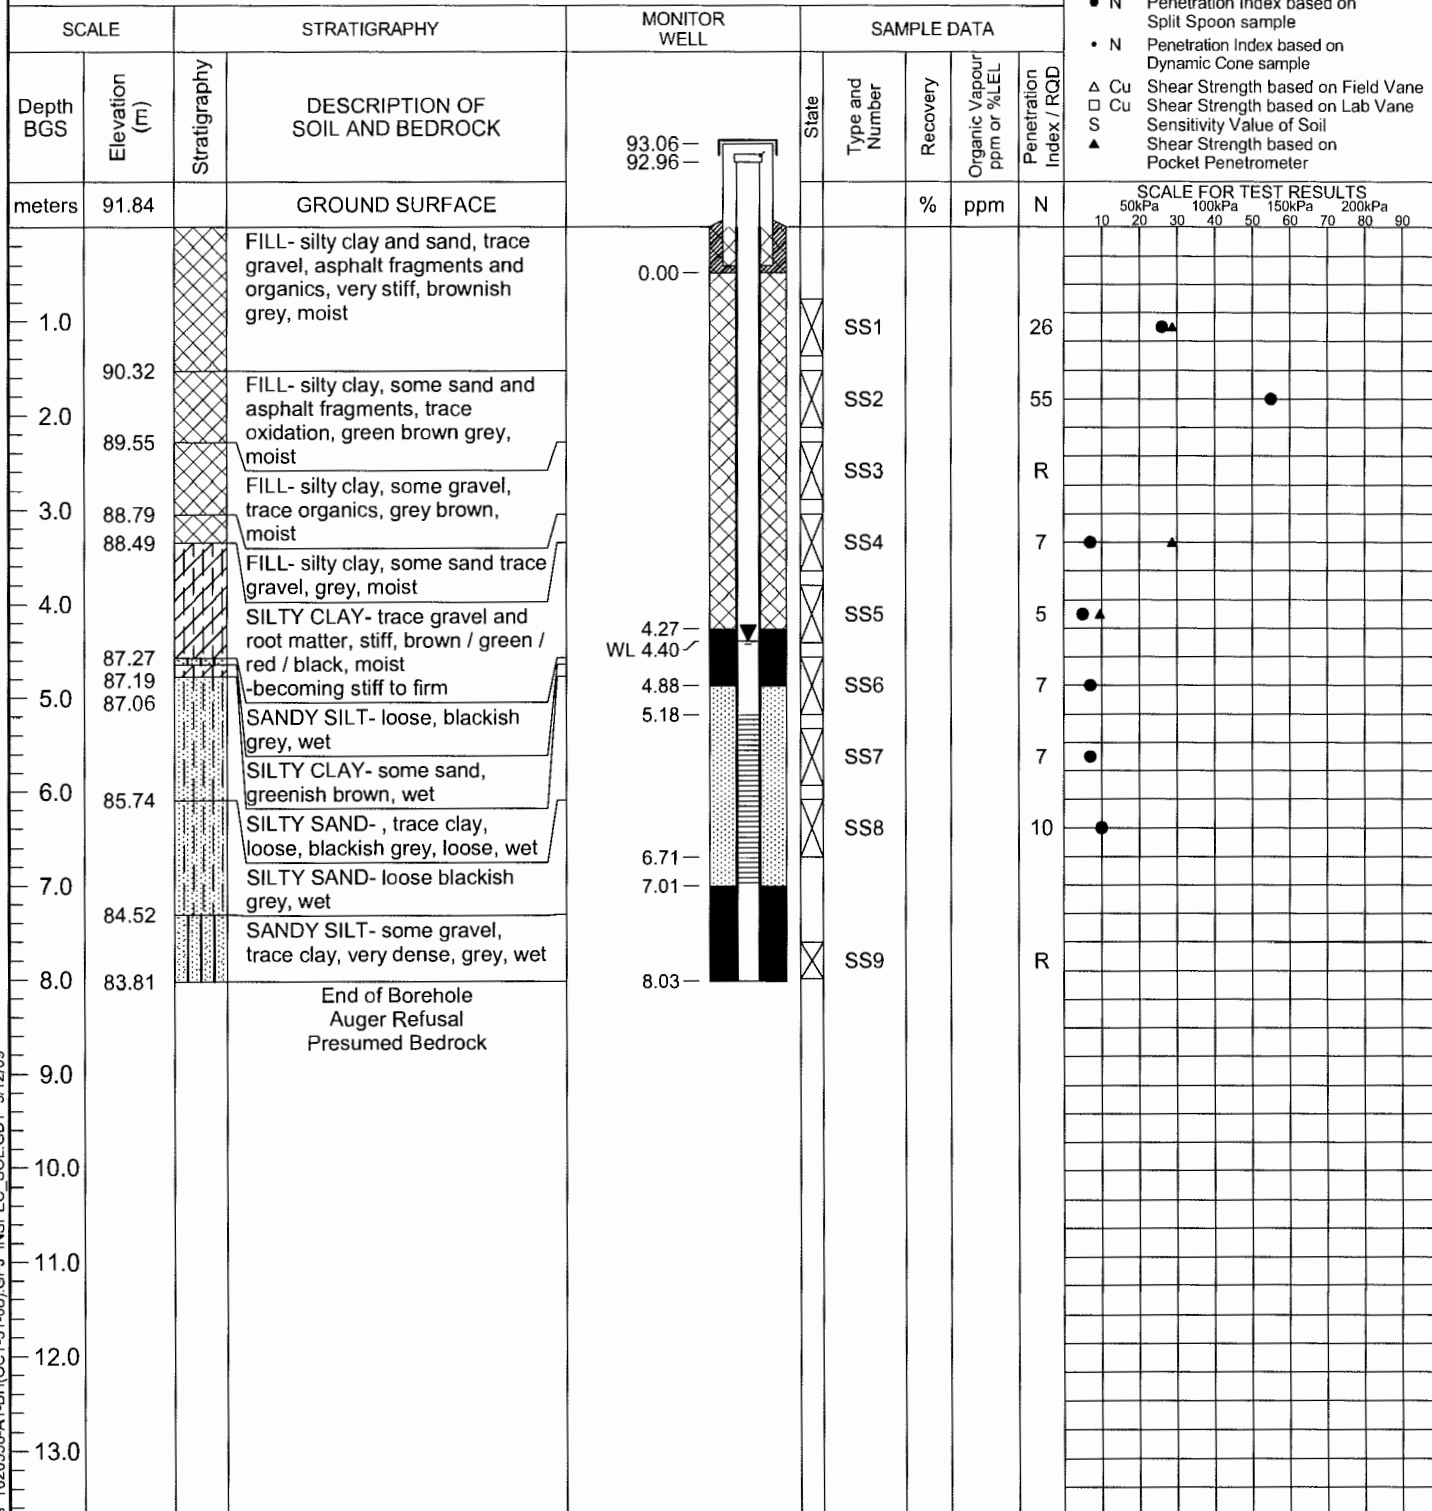 ● N Penetration Index based on
Split Spoon sample
• N Penetration Index based on
Dynamic Cone sample
△ Cu Shear Strength based on Field Vane
□ Cu Shear Strength based on Lab Vane
S Sensitivity Value of Soil
▲ Shear Strength based on
Pocket Penetrometer
SCALE
STRATIGRAPHY
MONITOR
WELL
SAMPLE DATA
Depth
BGS
Elevation
(m)
Stratigraphy
DESCRIPTION OF
SOIL AND BEDROCK
State
Type and
Number
Recovery
Organic Vapour
ppm or %LEL
Penetration
Index / RQD
meters
91.84
GROUND SURFACE
%
ppm
N
SCALE FOR TEST RESULTS
50kPa 100kPa 150kPa 200kPa
10 20 30 40 50 60 70 80 90
1.0
2.0
3.0
4.0
5.0
6.0
7.0
8.0
9.0
10.0
11.0
12.0
13.0
90.32
89.55
88.79
88.49
87.27
87.19
87.06
85.74
84.52
83.81
FILL- silty clay and sand, trace
gravel, asphalt fragments and
organics, very stiff, brownish
grey, moist
FILL- silty clay, some sand and
asphalt fragments, trace
oxidation, green brown grey,
moist
FILL- silty clay, some gravel,
trace organics, grey brown,
moist
FILL- silty clay, some sand trace
gravel, grey, moist
SILTY CLAY- trace gravel and
root matter, stiff, brown / green /
red / black, moist
-becoming stiff to firm
SANDY SILT- loose, blackish
grey, wet
SILTY CLAY- some sand,
greenish brown, wet
SILTY SAND- , trace clay,
loose, blackish grey, loose, wet
SILTY SAND- loose blackish
grey, wet
SANDY SILT- some gravel,
trace clay, very dense, grey, wet
End of Borehole
Auger Refusal
Presumed Bedrock
93.06
92.96
0.00
4.27
WL 4.40
4.88
5.18
6.71
7.01
8.03
SS1 26
SS2 55
SS3 R
SS4 7
SS5 5
SS6 7
SS7 7
SS8 10
SS9 R